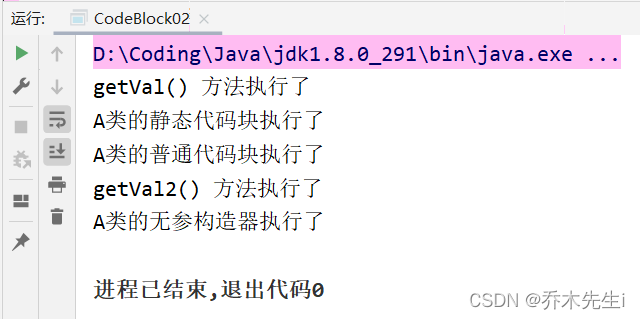 运行: CodeBlock02
D:\Coding\Java\jdk1.8.0_291\bin\java.exe ...
getVal() 方法执行了
A类的静态代码块执行了
A类的普通代码块执行了
getVal2() 方法执行了
A类的无参构造器执行了
进程已结束,退出代码0
CSDN @乔木先生i